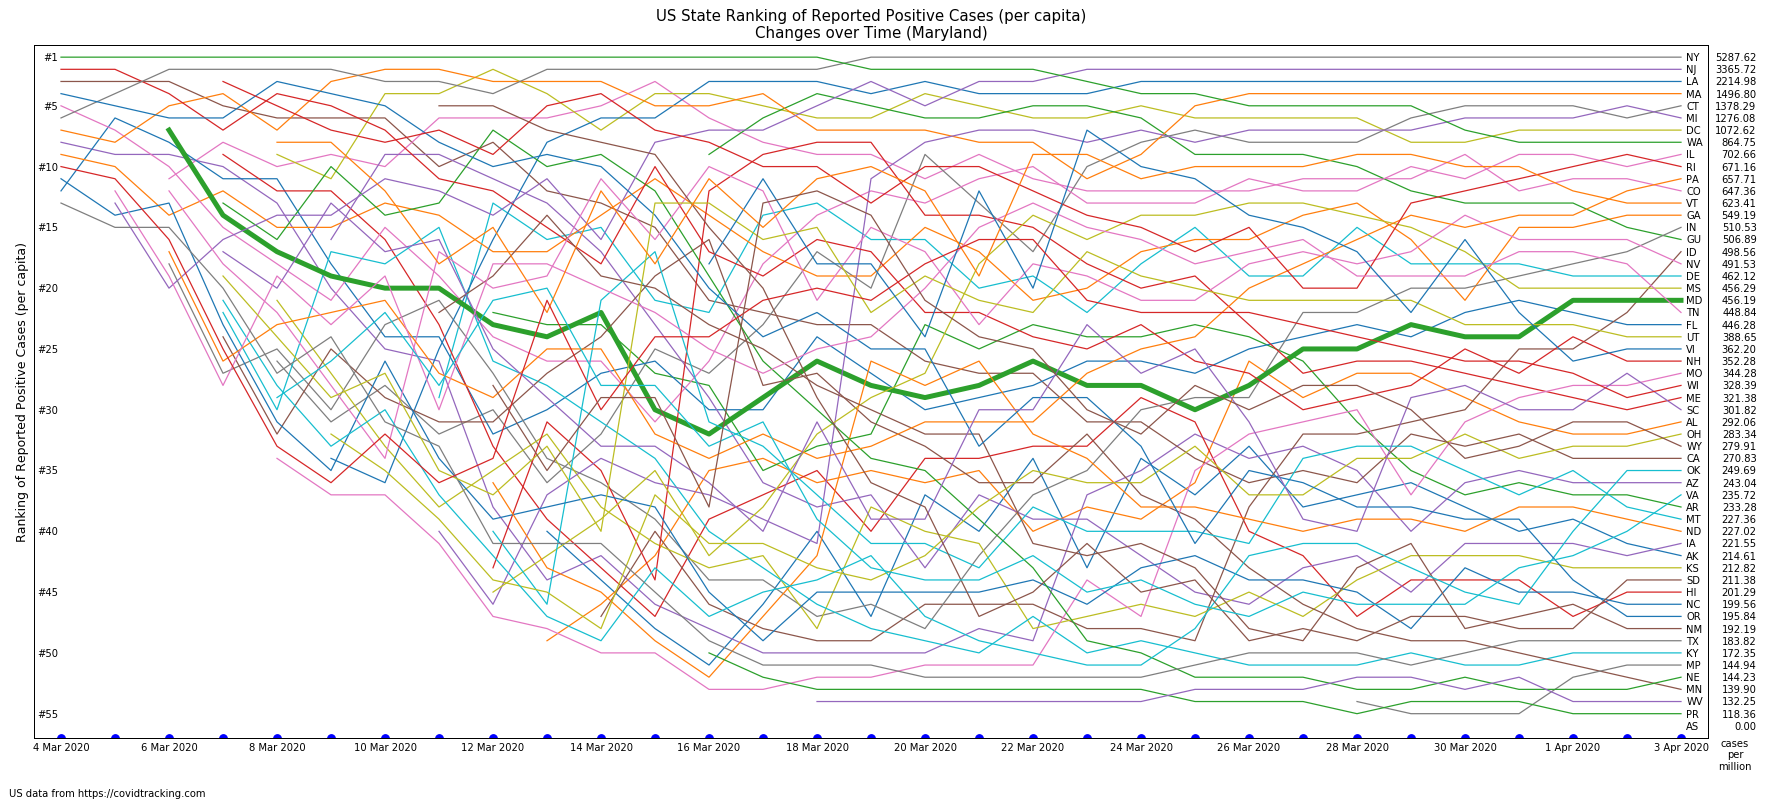 US State Ranking of Reported Positive Cases (per capita)
Changes over Time (Maryland)
Ranking of Reported Positive Cases (per capita)
#1
#5
#10
#15
#20
#25
#30
#35
#40
#45
#50
#55
NY 5287.62
NJ 3365.72
LA 2214.98
MA 1496.80
CT 1378.29
MI 1276.08
DC 1072.62
WA 864.75
IL 702.66
RI 671.16
PA 657.71
CO 647.36
VT 623.41
GA 549.19
IN 510.53
GU 506.89
ID 498.56
NV 491.53
DE 462.12
MS 456.29
MD 456.19
TN 448.84
FL 446.28
UT 388.65
VI 362.20
NH 352.28
MO 344.28
WI 328.39
ME 321.38
SC 301.82
AL 292.06
OH 283.34
WY 279.91
CA 270.83
OK 249.69
AZ 243.04
VA 235.72
AR 233.28
MT 227.36
ND 227.02
IA 221.55
AK 214.61
KS 212.82
SD 211.38
HI 201.29
NC 199.56
OR 195.84
NM 192.19
TX 183.82
KY 172.35
MP 144.94
NE 144.23
MN 139.90
WV 132.25
PR 118.36
AS 0.00
4 Mar 2020 6 Mar 2020 8 Mar 2020 10 Mar 2020 12 Mar 2020 14 Mar 2020 16 Mar 2020 18 Mar 2020 20 Mar 2020 22 Mar 2020 24 Mar 2020 26 Mar 2020 28 Mar 2020 30 Mar 2020 1 Apr 2020 3 Apr 2020
cases
per
million
US data from https://covidtracking.com